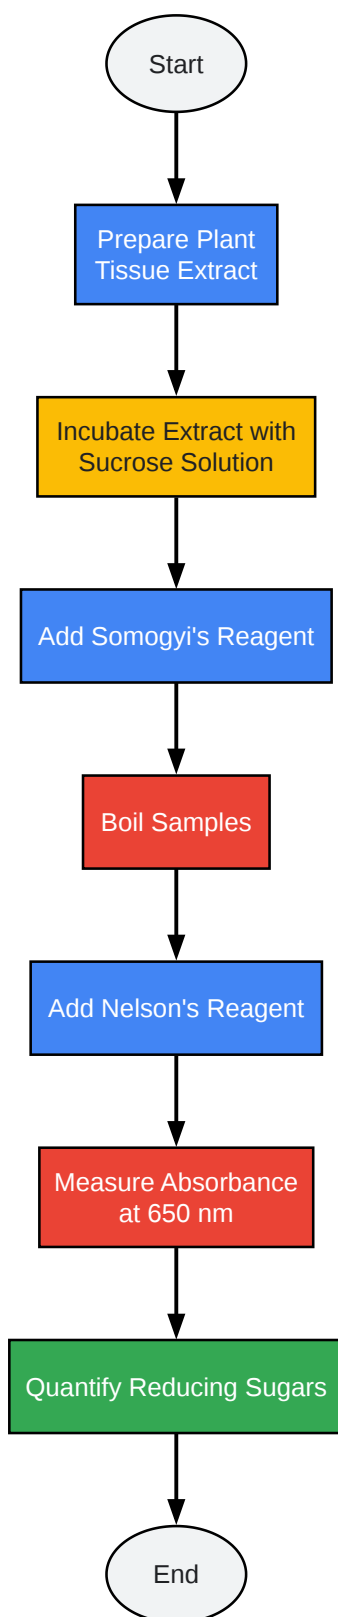 Start
Prepare Plant
Tissue Extract
Incubate Extract with
Sucrose Solution
Add Somogyi's Reagent
Boil Samples
Add Nelson's Reagent
Measure Absorbance
at 650 nm
Quantify Reducing Sugars
End